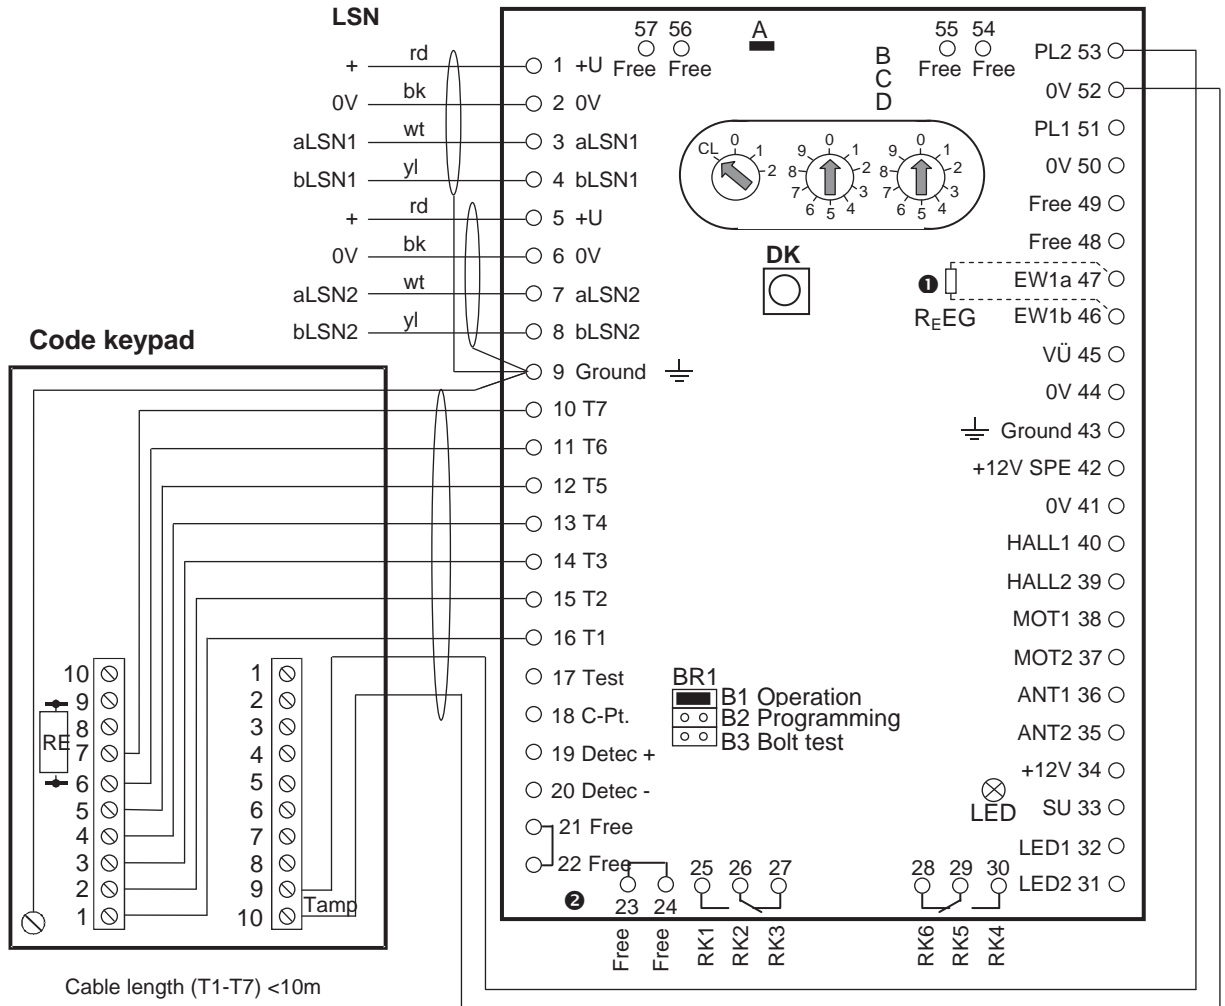 LSN
+ rd
0V bk
aLSN1 wt
bLSN1 yl
+ rd
0V bk
aLSN2 wt
bLSN2 yl
1 +U
2 0V
3 aLSN1
4 bLSN1
5 +U
6 0V
7 aLSN2
8 bLSN2
9 Ground
10 T7
11 T6
12 T5
13 T4
14 T3
15 T2
16 T1
17 Test
18 C-Pt.
19 Detec +
20 Detec -
21 Free
22 Free
57 56
Free Free
A
B
C
D
55 54
Free Free
CL 0 1 2
0 1 2 3 4 5 6 7 8 9
0 1 2 3 4 5 6 7 8 9
DK
❶
REEG
PL2 53
0V 52
PL1 51
0V 50
Free 49
Free 48
EW1a 47
EW1b 46
VÜ 45
0V 44
Ground 43
+12V SPE 42
0V 41
HALL1 40
HALL2 39
MOT1 38
MOT2 37
ANT1 36
ANT2 35
+12V 34
SU 33
LED1 32
LED2 31
LED
BR1
B1 Operation
B2 Programming
B3 Bolt test
❷
23 24 25 26 27
Free Free RK1 RK2 RK3
28 29 30
RK6 RK5 RK4
Code keypad
10
9
8
7
6
5
4
3
2
1
RE
1
2
3
4
5
6
7
8
9
10
Tamp
Cable length (T1-T7) <10m